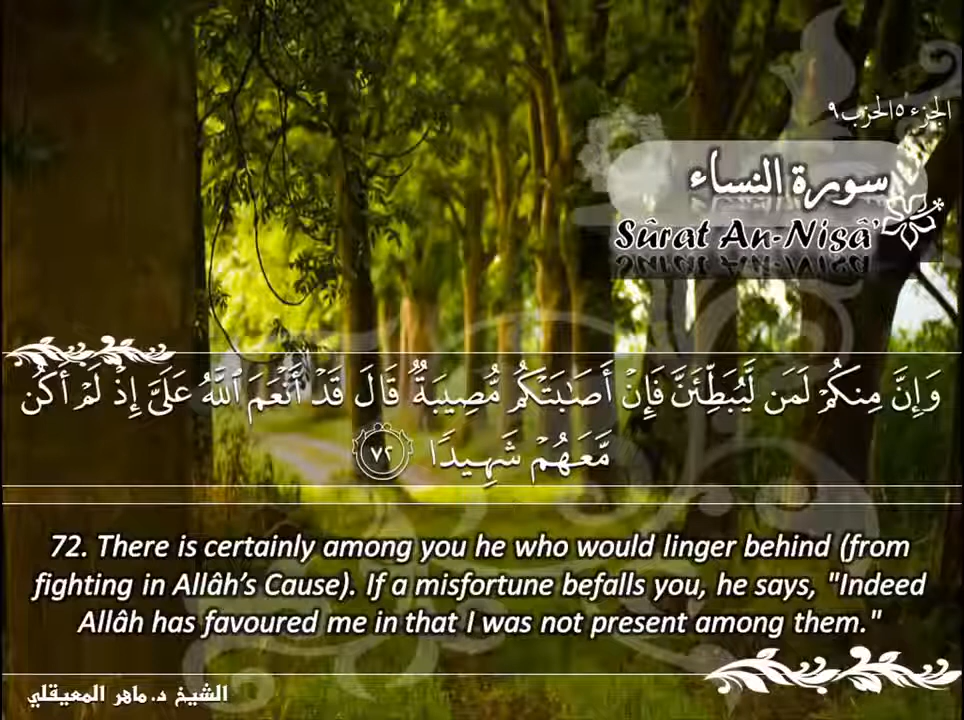 الجزء ٥ الحزب ٩
سورة النساء
Sûrat An-Nisâ'
وَإِنَّ مِنكُمْ لَمَن لَّيُبَطِّئَنَّ فَإِنْ أَصَـٰبَتْكُم مُّصِيبَةٌ قَالَ قَدْ أَنْعَمَ ٱللَّهُ عَلَىَّ إِذْ لَمْ أَكُن
مَّعَهُمْ شَهِيدًا ٧٢
72. There is certainly among you he who would linger behind (from
fighting in Allâh’s Cause). If a misfortune befalls you, he says, "Indeed
Allâh has favoured me in that I was not present among them."
الشيخ د. ماهر المعيقلي